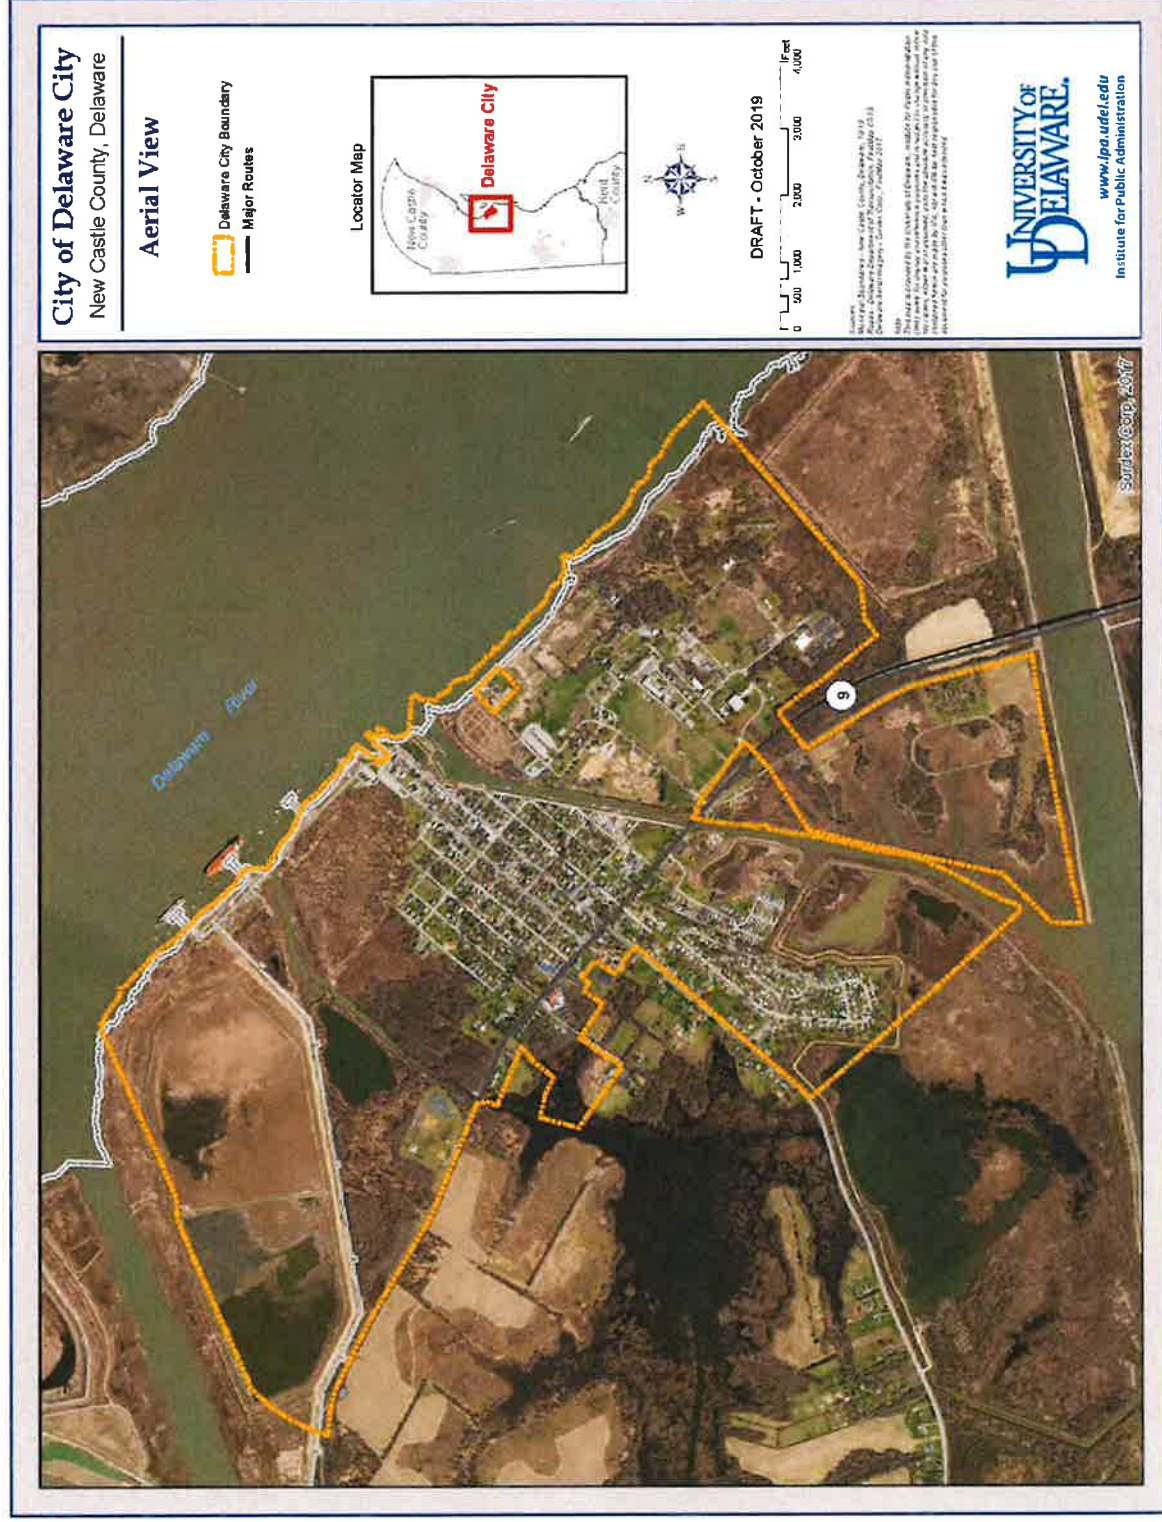 City of Delaware City
New Castle County, Delaware
Aerial View
Delaware City Boundary
Major Routes
Locator Map
New Castle
County
Delaware City
Kent
County
N
W
E
S
DRAFT - October 2019
0 500 1,000 2,000 3,000 4,000
Feet
Sources:
Note:
UNIVERSITY OF
DELAWARE.
www.ipa.udel.edu
Institute for Public Administration
Delaware River
9
Surdex Corp, 2017